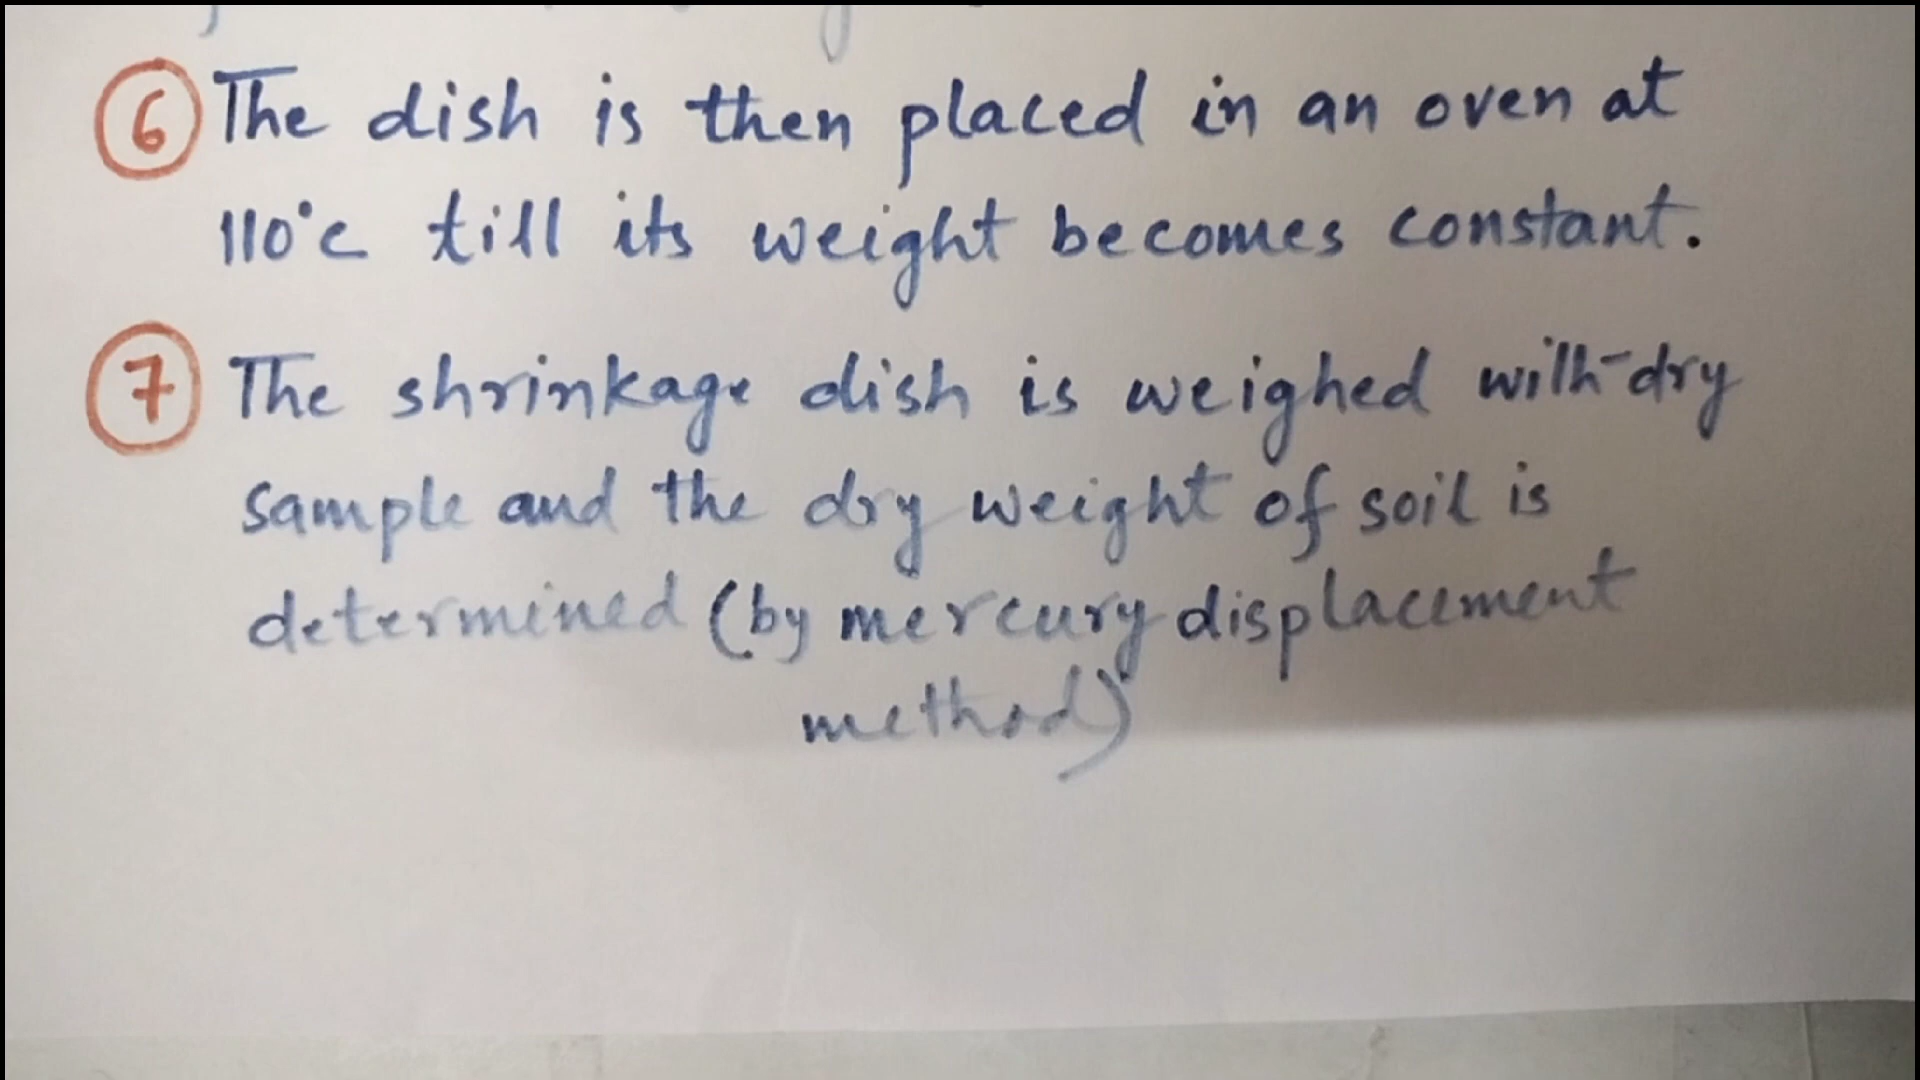 6 The dish is then placed in an oven at
110°c till its weight becomes constant.
7 The shrinkage dish is weighed with dry
sample and the dry weight of soil is
determined (by mercury displacement
method)